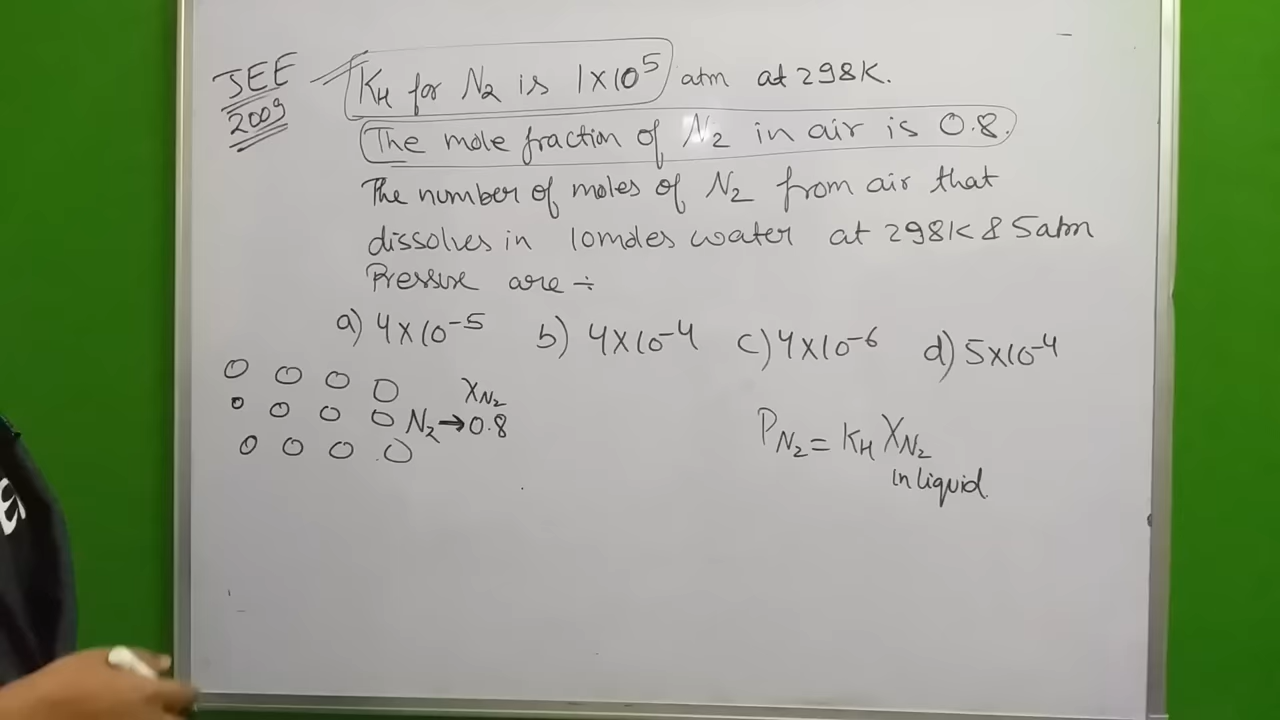 JEE
2009
KH for N2 is 1×10^5 atm at 298K.
The mole fraction of N2 in air is 0.8.
The number of moles of N2 from air that
dissolves in 10moles water at 298K & 5atm
Pressure are ÷
a) 4×10^-5 b) 4×10^-4 c) 4×10^-6 d) 5×10^-4
XN2
N2 → 0.8
PN2 = KH XN2
in liquid